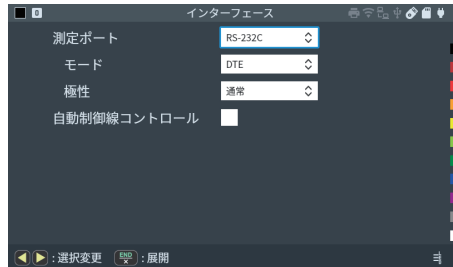 0 インターフェース
測定ポート RS-232C
モード DTE
極性 通常
自動制御線コントロール
:選択変更 END :展開